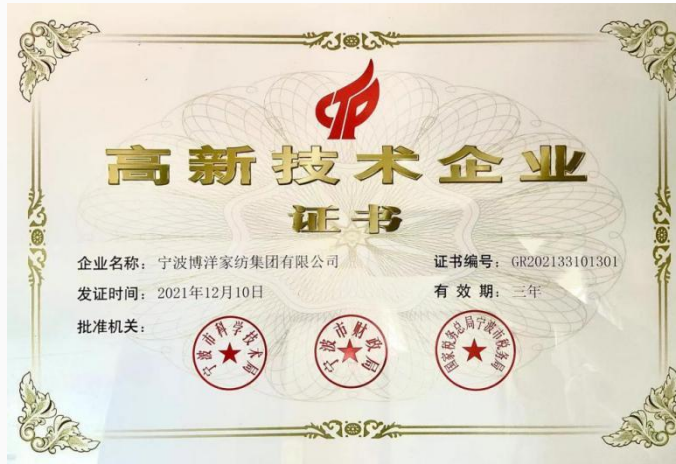 高新技术企业
证书
企业名称：宁波博洋家纺集团有限公司
证书编号：GR202133101301
发证时间：2021年12月10日
有效期：三年
批准机关：
宁波市科学技术局
宁波市财政局
国家税务总局宁波市税务局